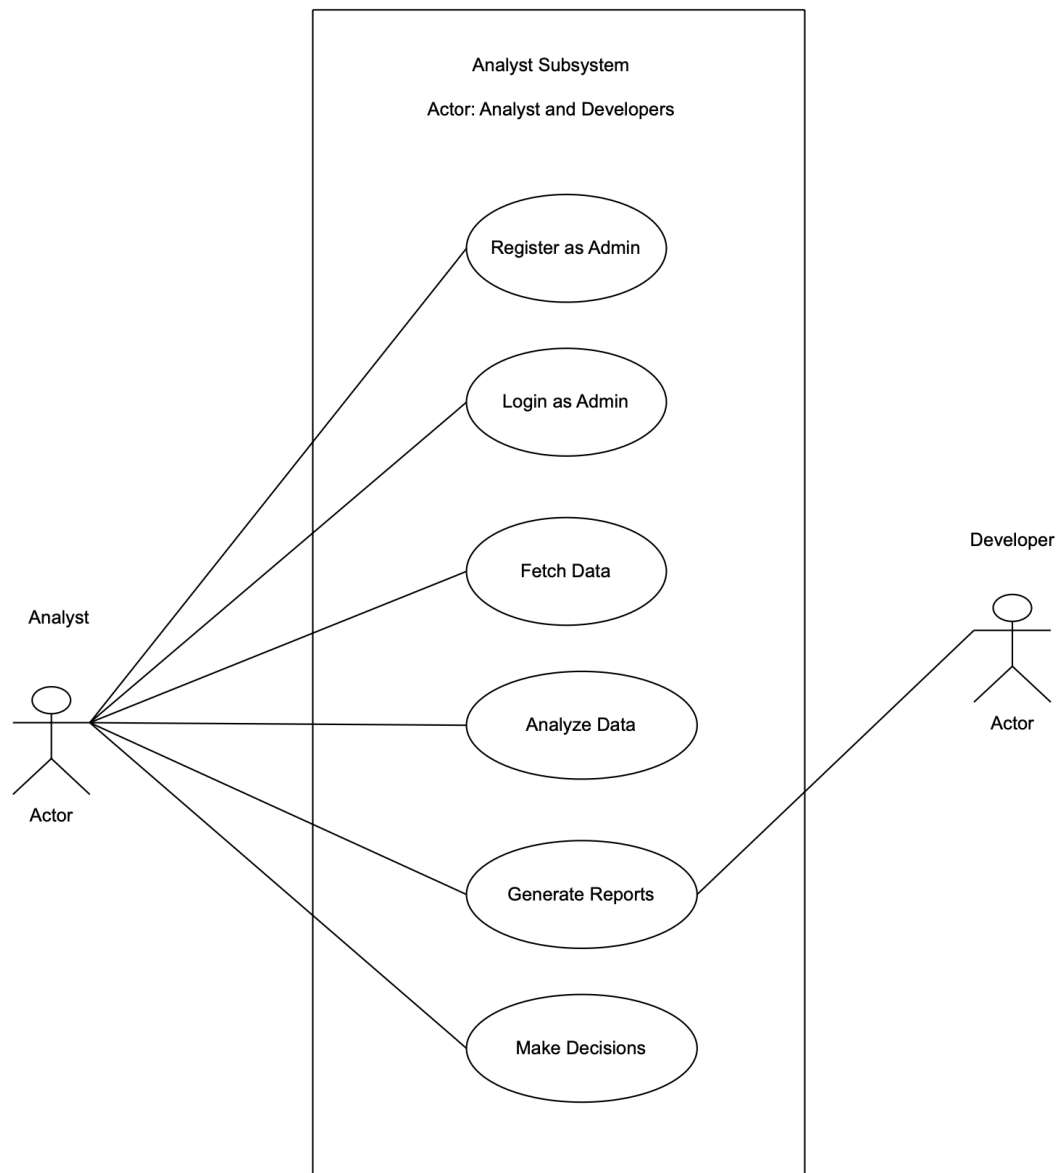 Analyst Subsystem
Actor: Analyst and Developers
Register as Admin
Login as Admin
Fetch Data
Developer
Analyst
Analyze Data
Actor
Actor
Generate Reports
Make Decisions